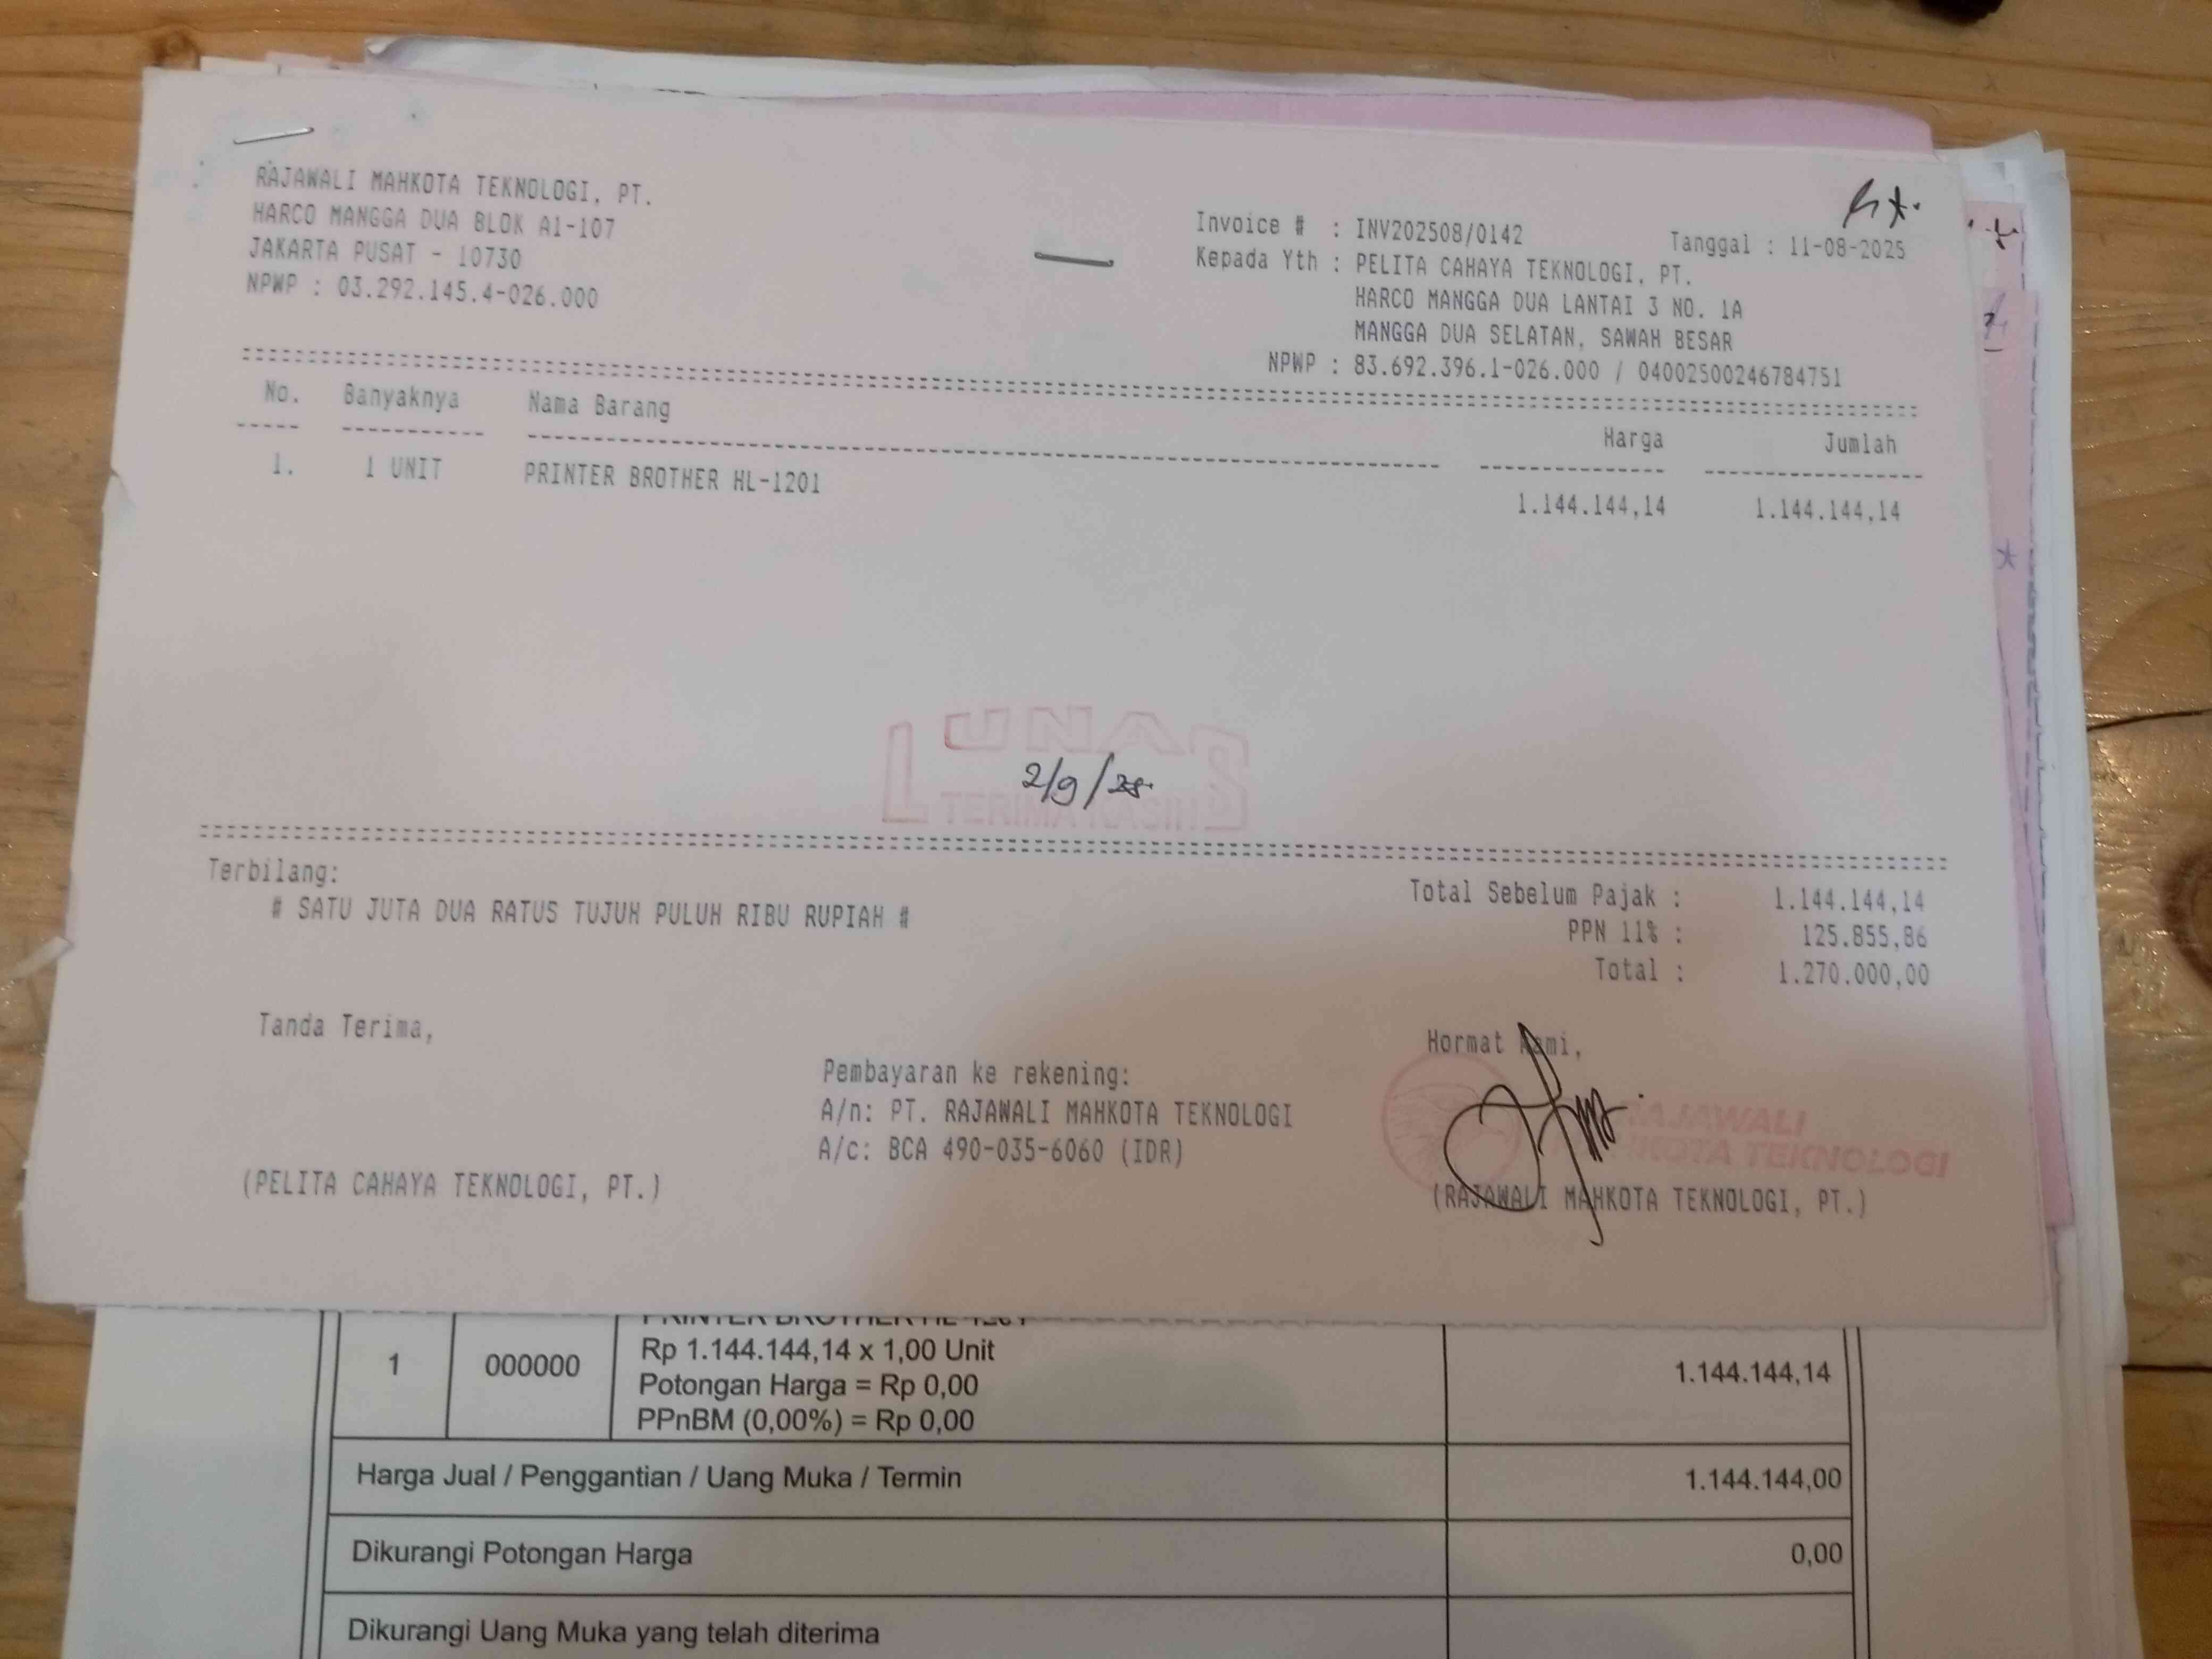 RAJAWALI MAHKOTA TEKNOLOGI, PT.
HARCO MANGGA DUA BLOK A1-107
JAKARTA PUSAT - 10730
NPWP : 03.292.145.4-026.000
Invoice # : INV202508/0142
Tanggal : 11-08-2025
Kepada Yth : PELITA CAHAYA TEKNOLOGI, PT.
HARCO MANGGA DUA LANTAI 3 NO. 1A
MANGGA DUA SELATAN, SAWAH BESAR
NPWP : 83.692.396.1-026.000 / 04002500246784751
No. Banyaknya Nama Barang Harga Jumlah
1. 1 UNIT PRINTER BROTHER HL-1201 1.144.144,14 1.144.144,14
LUNAS
2/9/25
TERIMA KASIH
Terbilang:
# SATU JUTA DUA RATUS TUJUH PULUH RIBU RUPIAH #
Total Sebelum Pajak : 1.144.144,14
PPN 11% : 125.855,86
Total : 1.270.000,00
Tanda Terima,
Hormat Kami,
Pembayaran ke rekening:
A/n: PT. RAJAWALI MAHKOTA TEKNOLOGI
A/c: BCA 490-035-6060 (IDR)
RAJAWALI
MAHKOTA TEKNOLOGI
(PELITA CAHAYA TEKNOLOGI, PT.)
(RAJAWALI MAHKOTA TEKNOLOGI, PT.)
PRINTER BROTHER HL-1201
1 000000 Rp 1.144.144,14 x 1,00 Unit 1.144.144,14
Potongan Harga = Rp 0,00
PPnBM (0,00%) = Rp 0,00
Harga Jual / Penggantian / Uang Muka / Termin 1.144.144,00
Dikurangi Potongan Harga 0,00
Dikurangi Uang Muka yang telah diterima